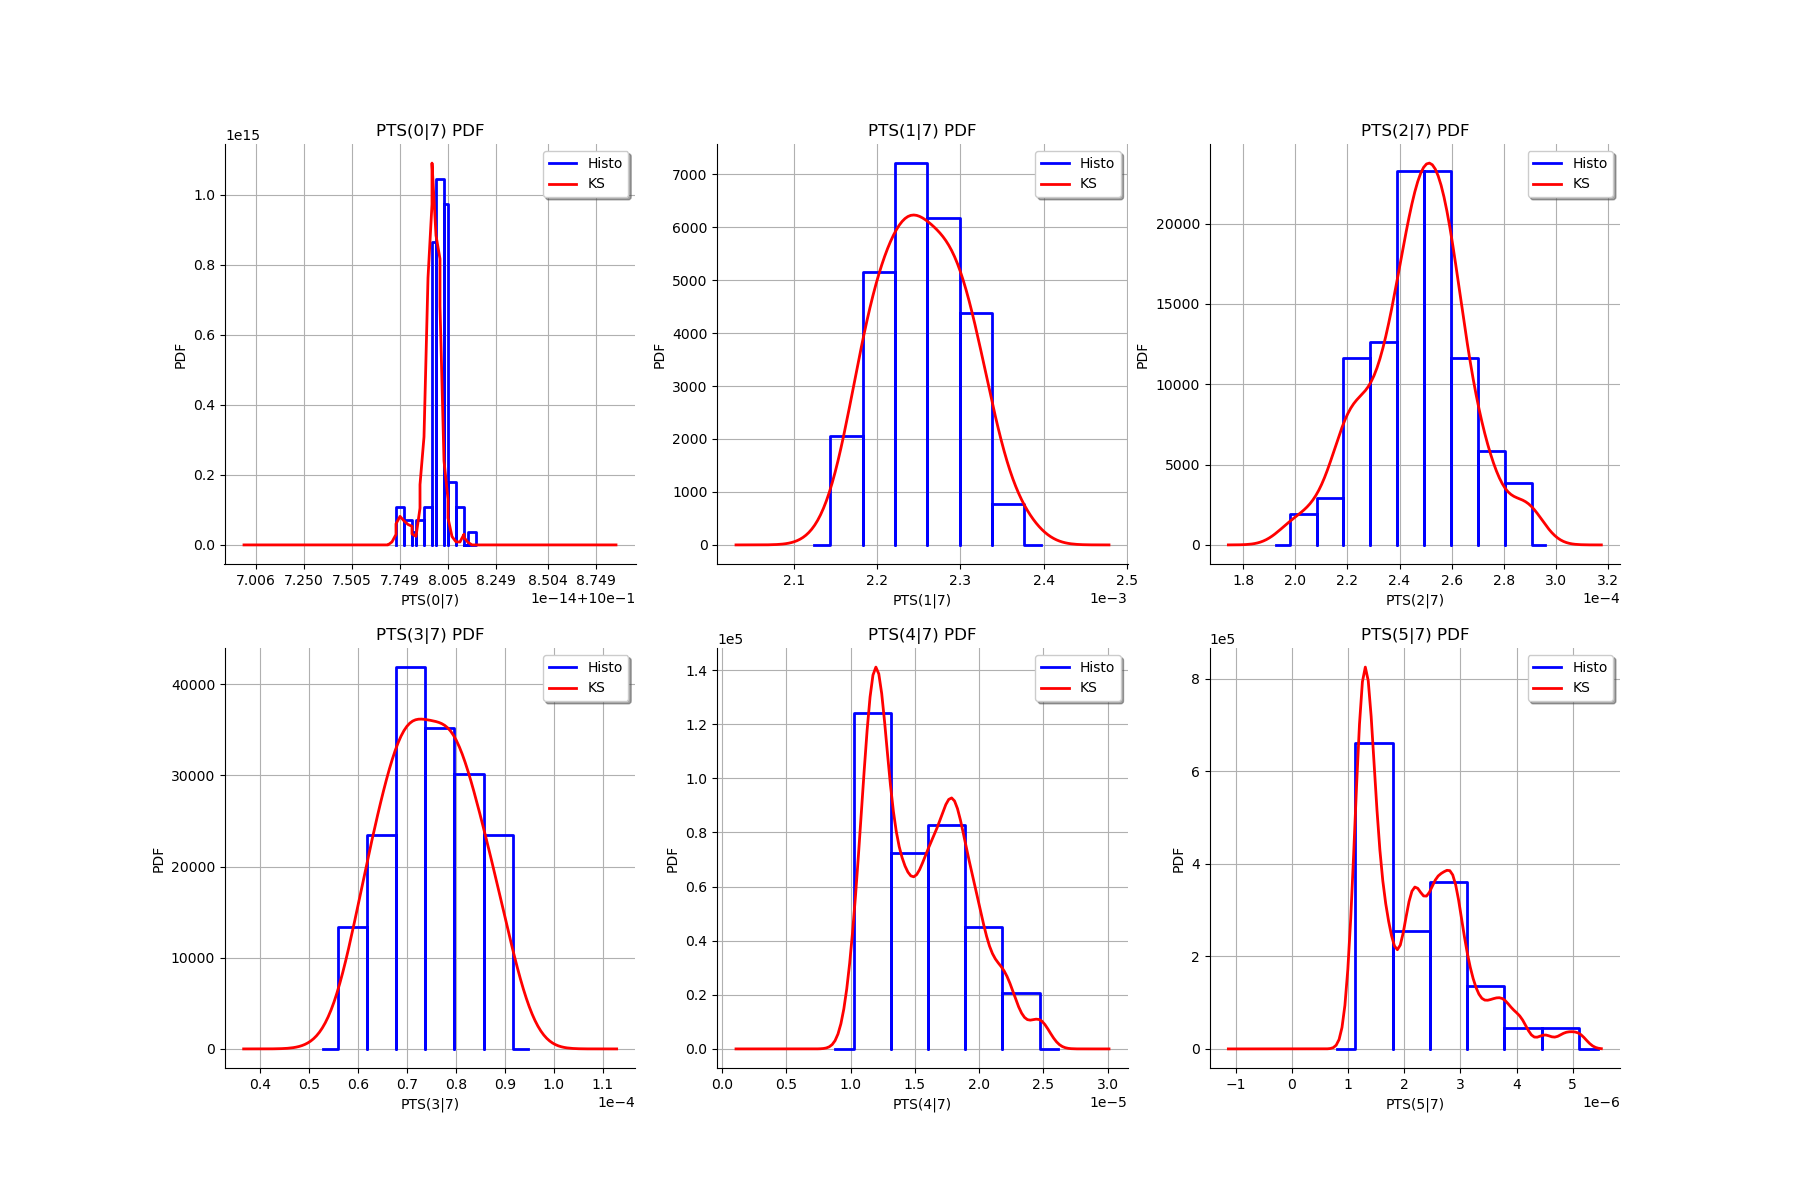 PTS(0|7) PDF
1e15
Histo
KS
1.0
0.8
0.6
0.4
0.2
0.0
PDF
7.006 7.250 7.505 7.749 8.005 8.249 8.504 8.749
PTS(0|7)
1e−14+10e−1
PTS(1|7) PDF
Histo
KS
7000
6000
5000
4000
3000
2000
1000
0
PDF
2.1 2.2 2.3 2.4 2.5
PTS(1|7)
1e−3
PTS(2|7) PDF
Histo
KS
20000
15000
10000
5000
0
PDF
1.8 2.0 2.2 2.4 2.6 2.8 3.0 3.2
PTS(2|7)
1e−4
PTS(3|7) PDF
Histo
KS
40000
30000
20000
10000
0
PDF
0.4 0.5 0.6 0.7 0.8 0.9 1.0 1.1
PTS(3|7)
1e−4
PTS(4|7) PDF
1e5
Histo
KS
1.4
1.2
1.0
0.8
0.6
0.4
0.2
0.0
PDF
0.0 0.5 1.0 1.5 2.0 2.5 3.0
PTS(4|7)
1e−5
PTS(5|7) PDF
1e5
Histo
KS
8
6
4
2
0
PDF
−1 0 1 2 3 4 5
PTS(5|7)
1e−6